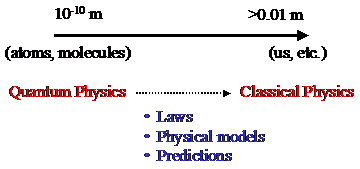 10⁻¹⁰ m >0.01 m
(atoms, molecules) (us, etc.)
Quantum Physics Classical Physics
• Laws
• Physical models
• Predictions